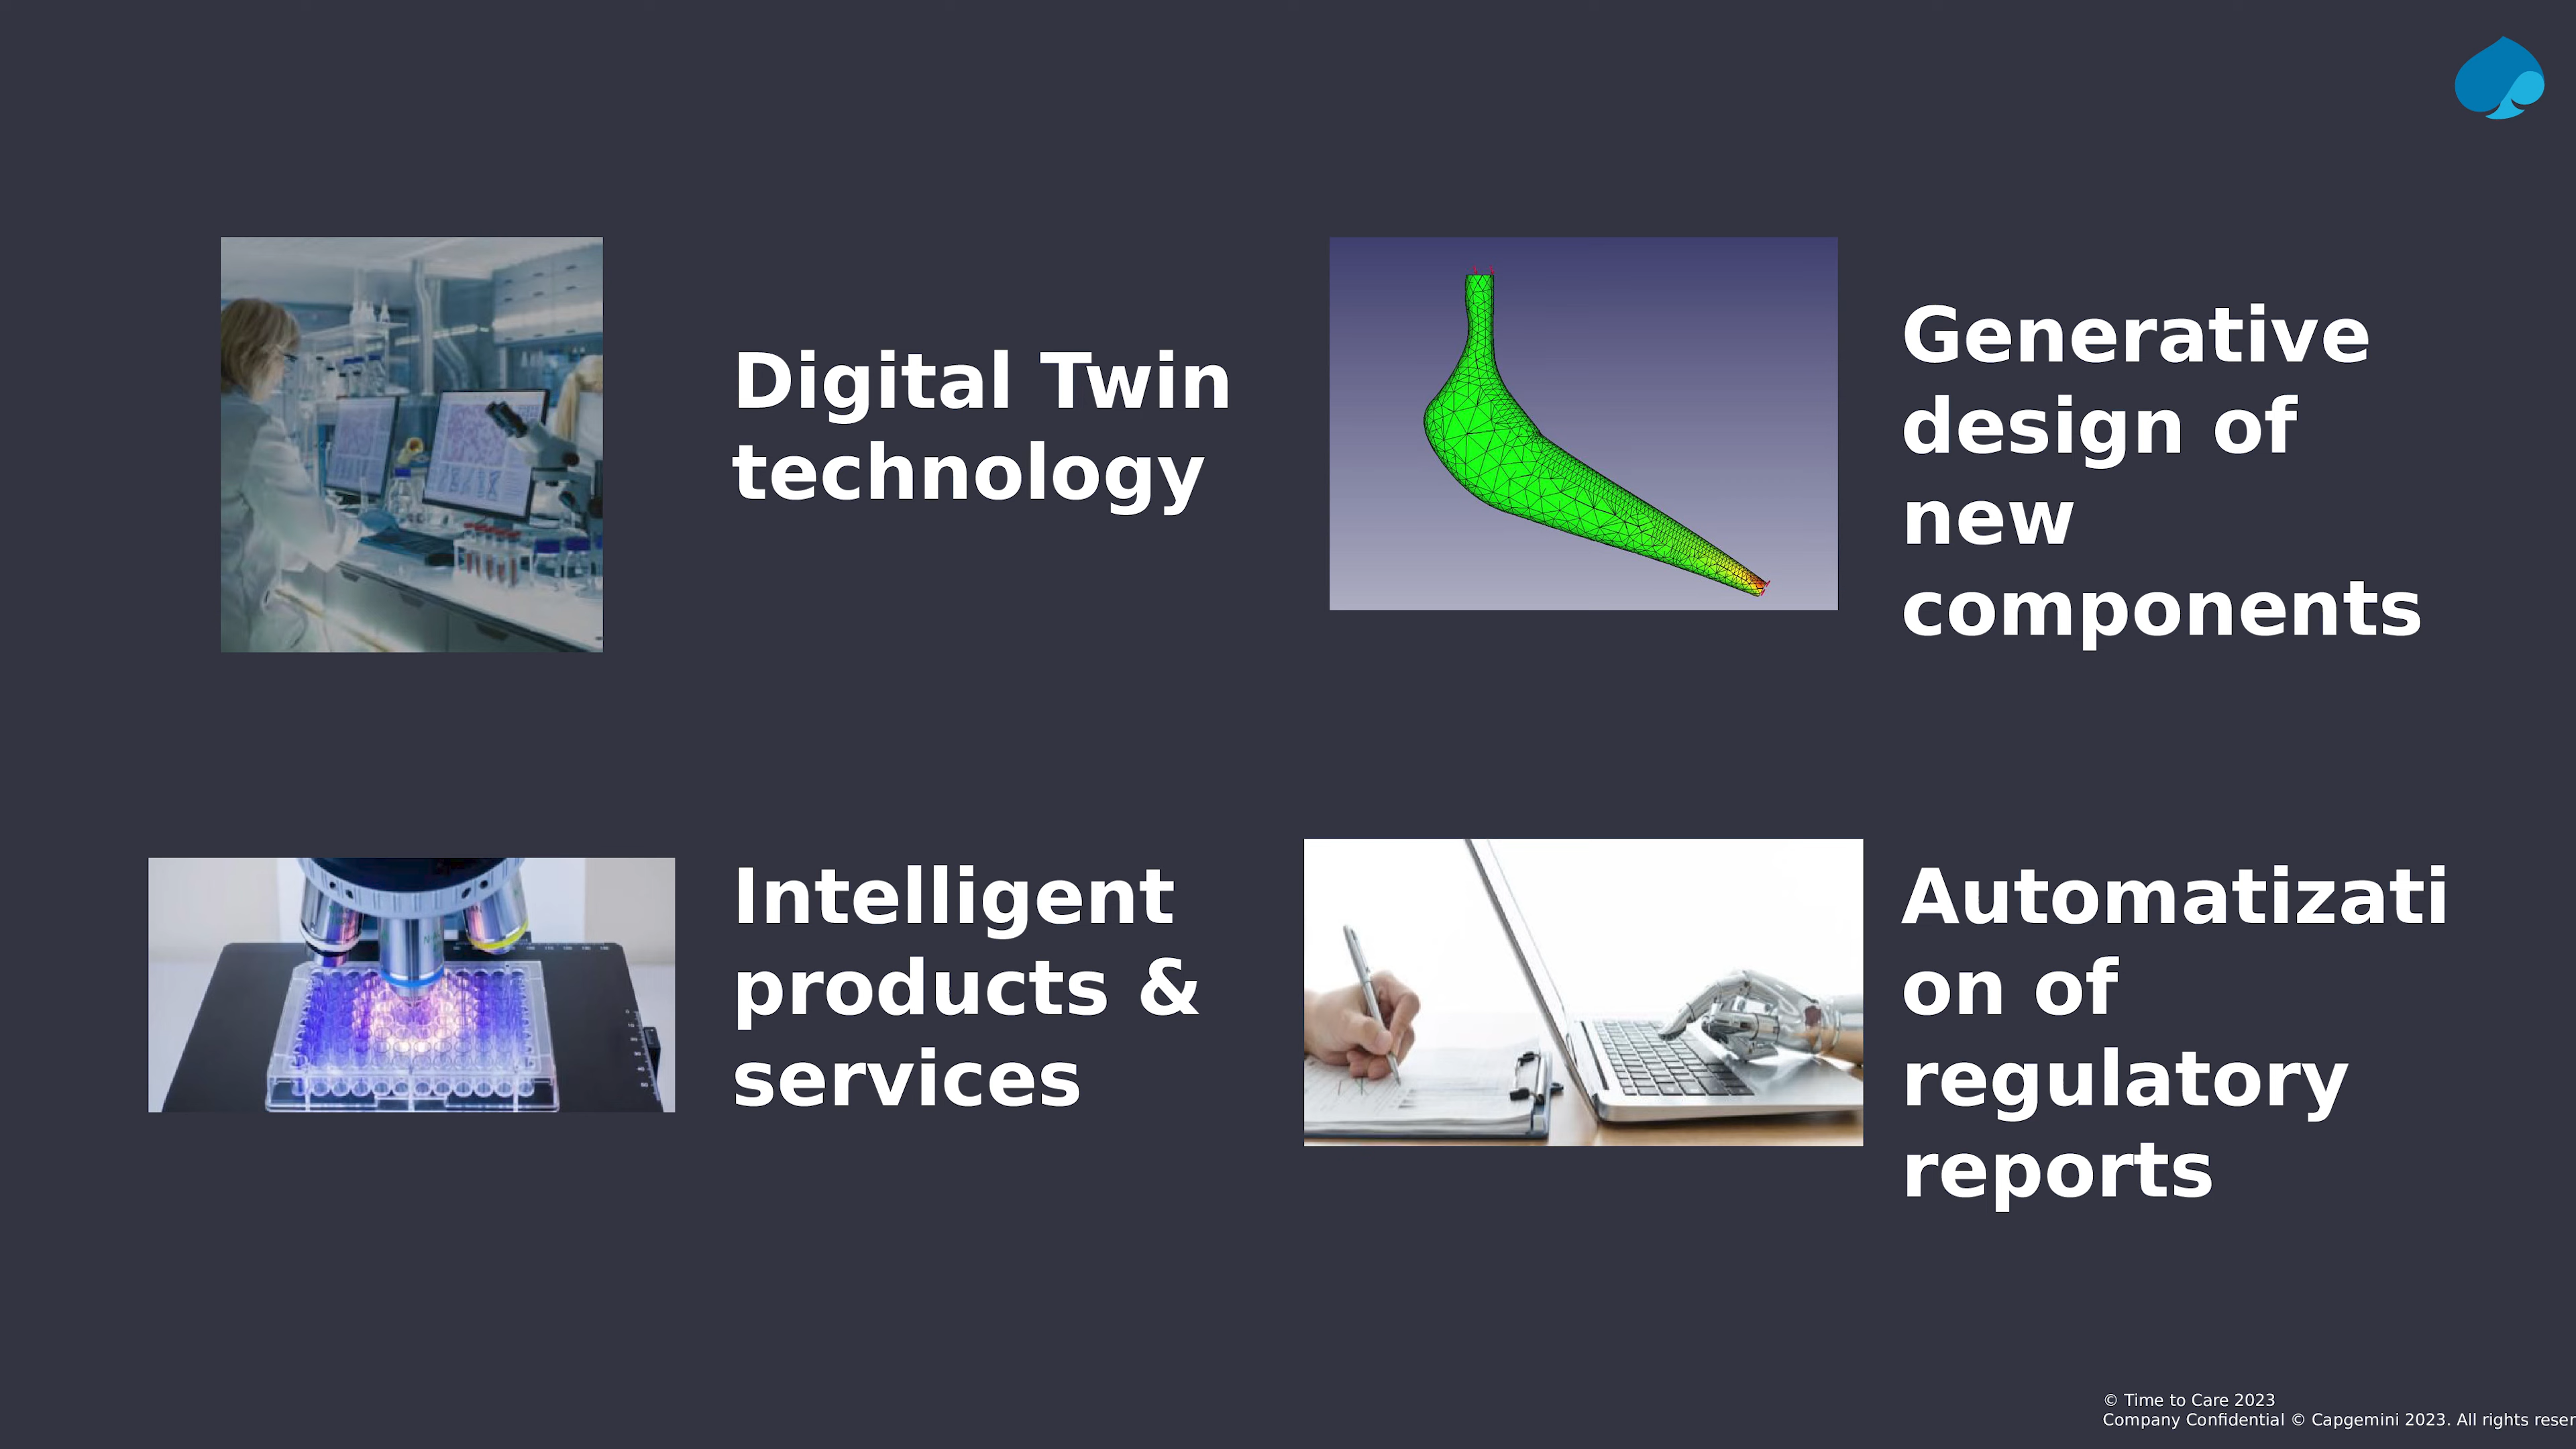 Digital Twin
technology
Generative
design of
new
components
Intelligent
products &
services
Automatizati
on of
regulatory
reports
© Time to Care 2023
Company Confidential © Capgemini 2023. All rights reser